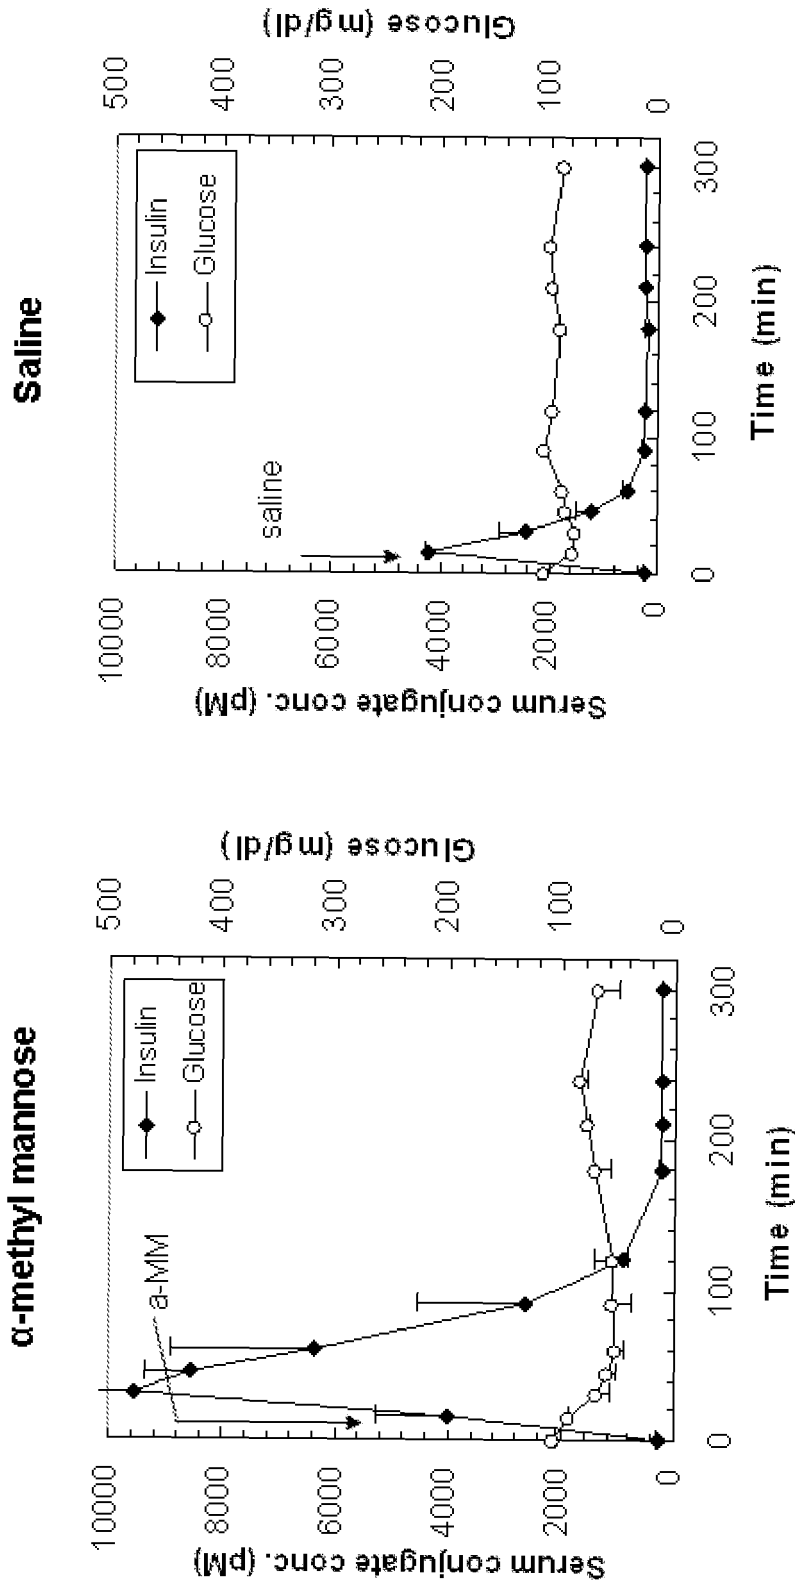 α-methyl mannose
Serum conjugate conc. (pM)
10000
8000
6000
4000
2000
0
a-MM
Insulin
Glucose
500
400
300
200
100
0
Glucose (mg/dl)
0
100
200
300
Time (min)
Saline
Serum conjugate conc. (pM)
10000
8000
6000
4000
2000
0
saline
Insulin
Glucose
500
400
300
200
100
0
Glucose (mg/dl)
0
100
200
300
Time (min)